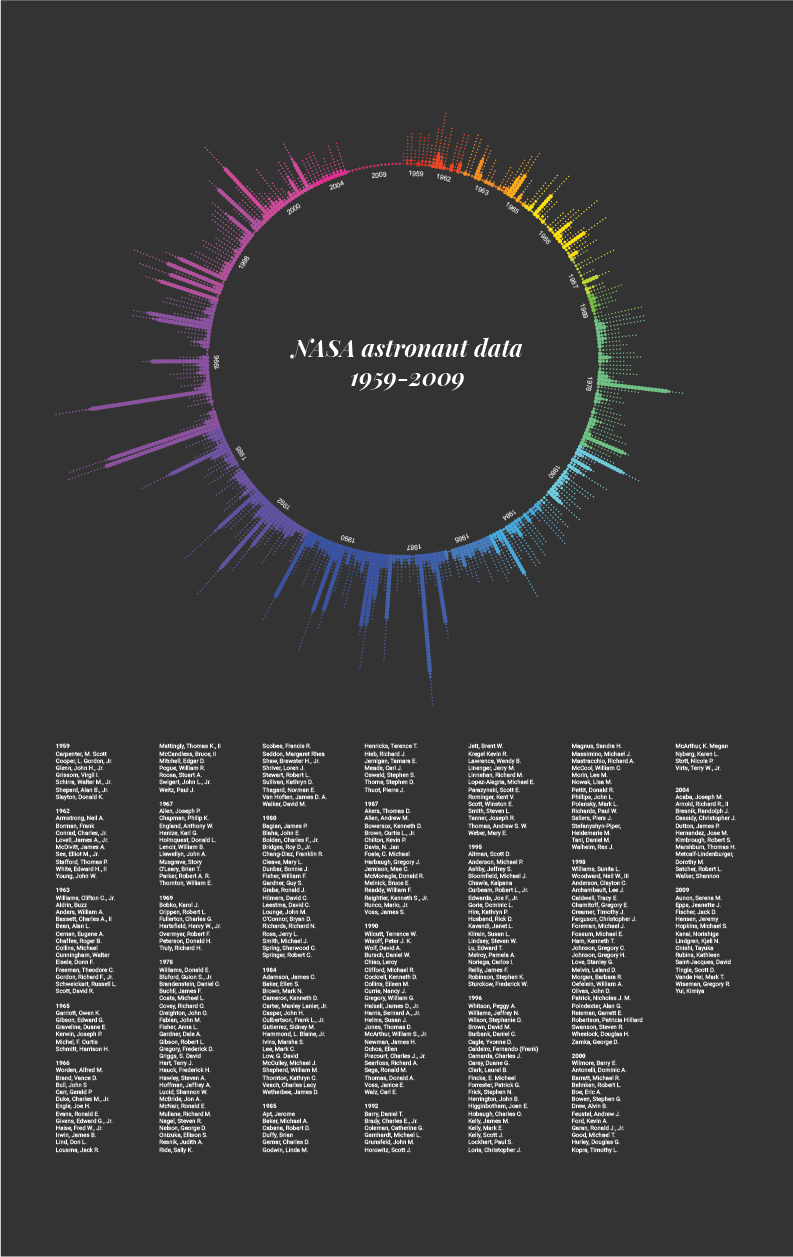 1959
1962
1963
1965
1966
1967
1969
1978
1980
1984
1985
1987
1990
1992
1995
1996
1998
2000
2004
2009
NASA astronaut data
1959-2009
1959
Carpenter, M. Scott
Cooper, L. Gordon, Jr.
Glenn, John H., Jr.
Grissom, Virgil I.
Schirra, Walter M., Jr.
Shepard, Alan B., Jr.
Slayton, Donald K.
1962
Armstrong, Neil A.
Borman, Frank
Conrad, Charles, Jr.
Lovell, James A., Jr.
McDivitt, James A.
See, Elliot M., Jr.
Stafford, Thomas P.
White, Edward H., II
Young, John W.
1963
Williams, Clifton C., Jr.
Aldrin, Buzz
Anders, William A.
Bassett, Charles A., II
Bean, Alan L.
Cernan, Eugene A.
Chaffee, Roger B.
Collins, Michael
Cunningham, Walter
Eisele, Donn F.
Freeman, Theodore C.
Gordon, Richard F., Jr.
Schweickart, Russell L.
Scott, David R.
1965
Garriott, Owen K.
Gibson, Edward G.
Graveline, Duane E.
Kerwin, Joseph P.
Michel, F. Curtis
Schmitt, Harrison H.
1966
Worden, Alfred M.
Brand, Vance D.
Bull, John S
Carr, Gerald P
Duke, Charles M., Jr.
Engle, Joe H.
Evans, Ronald E.
Givens, Edward G., Jr.
Haise, Fred W., Jr.
Irwin, James B.
Lind, Don L.
Lousma, Jack R.
Mattingly, Thomas K., II
McCandless, Bruce, II
Mitchell, Edgar D.
Pogue, William R.
Roosa, Stuart A.
Swigert, John L., Jr.
Weitz, Paul J.
1967
Allen, Joseph P.
Chapman, Philip K.
England, Anthony W.
Henize, Karl G.
Holmquest, Donald L.
Lenoir, William B.
Llewellyn, John A.
Musgrave, Story
O'Leary, Brian T.
Parker, Robert A. R.
Thornton, William E.
1969
Bobko, Karol J.
Crippen, Robert L.
Fullerton, Charles G.
Hartsfield, Henry W., Jr.
Overmyer, Robert F.
Peterson, Donald H.
Truly, Richard H.
1978
Williams, Donald E.
Bluford, Guion S., Jr.
Brandenstein, Daniel C.
Buchli, James F.
Coats, Michael L.
Covey, Richard O.
Creighton, John O.
Fabian, John M.
Fisher, Anna L.
Gardner, Dale A.
Gibson, Robert L.
Gregory, Frederick D.
Griggs, S. David
Hart, Terry J.
Hauck, Frederick H.
Hawley, Steven A.
Hoffman, Jeffrey A.
Lucid, Shannon W.
McBride, Jon A.
McNair, Ronald E.
Mullane, Richard M.
Nagel, Steven R.
Nelson, George D.
Onizuka, Ellison S.
Resnik, Judith A.
Ride, Sally K.
Scobee, Francis R.
Seddon, Margaret Rhea
Shaw, Brewster H., Jr.
Shriver, Loren J.
Stewart, Robert L.
Sullivan, Kathryn D.
Thagard, Norman E.
Van Hoften, James D. A.
Walker, David M.
1980
Bagian, James P.
Blaha, John E.
Bolden, Charles F., Jr.
Bridges, Roy D., Jr.
Chang-Diaz, Franklin R.
Cleave, Mary L.
Dunbar, Bonnie J.
Fisher, William F.
Gardner, Guy S.
Grabe, Ronald J.
Hilmers, David C.
Leestma, David C.
Lounge, John M.
O'Connor, Bryan D.
Richards, Richard N.
Ross, Jerry L.
Smith, Michael J.
Spring, Sherwood C.
Springer, Robert C.
1984
Adamson, James C.
Baker, Ellen S.
Brown, Mark N.
Cameron, Kenneth D.
Carter, Manley Lanier, Jr.
Casper, John H.
Culbertson, Frank L., Jr.
Gutierrez, Sidney M.
Hammond, L. Blaine, Jr.
Ivins, Marsha S.
Lee, Mark C.
Low, G. David
McCulley, Michael J.
Shepherd, William M.
Thornton, Kathryn C.
Veach, Charles Lacy
Wetherbee, James D.
1985
Apt, Jerome
Baker, Michael A.
Cabana, Robert D.
Duffy, Brian
Gemar, Charles D.
Godwin, Linda M.
Henricks, Terence T.
Hieb, Richard J.
Jernigan, Tamara E.
Meade, Carl J.
Oswald, Stephen S.
Thorne, Stephen D.
Thuot, Pierre J.
1987
Akers, Thomas D.
Allen, Andrew M.
Bowersox, Kenneth D.
Brown, Curtis L., Jr.
Chilton, Kevin P.
Davis, N. Jan
Foale, C. Michael
Harbaugh, Gregory J.
Jemison, Mae C.
McMonagle, Donald R.
Melnick, Bruce E.
Readdy, William F.
Reightler, Kenneth S., Jr.
Runco, Mario, Jr.
Voss, James S.
1990
Wilcutt, Terrence W.
Wisoff, Peter J. K.
Wolf, David A.
Bursch, Daniel W.
Chiao, Leroy
Clifford, Michael R.
Cockrell, Kenneth D.
Collins, Eileen M.
Currie, Nancy J.
Gregory, William G.
Halsell, James D., Jr.
Harris, Bernard A., Jr.
Helms, Susan J.
Jones, Thomas D.
McArthur, William S., Jr.
Newman, James H.
Ochoa, Ellen
Precourt, Charles J., Jr.
Searfoss, Richard A.
Sega, Ronald M.
Thomas, Donald A.
Voss, Janice E.
Walz, Carl E.
1992
Barry, Daniel T.
Brady, Charles E., Jr.
Coleman, Catherine G.
Gernhardt, Michael L.
Grunsfeld, John M.
Horowitz, Scott J.
Jett, Brent W.
Kregel Kevin R.
Lawrence, Wendy B.
Linenger, Jerry M.
Linnehan, Richard M.
Lopez-Alegria, Michael E.
Parazynski, Scott E.
Rominger, Kent V.
Scott, Winston E.
Smith, Steven L.
Tanner, Joseph R.
Thomas, Andrew S. W.
Weber, Mary E.
1995
Altman, Scott D.
Anderson, Michael P.
Ashby, Jeffrey S.
Bloomfield, Michael J.
Chawla, Kalpana
Curbeam, Robert L., Jr.
Edwards, Joe F., Jr.
Gorie, Dominic L.
Hire, Kathryn P.
Husband, Rick D.
Kavandi, Janet L.
Kilrain, Susan L.
Lindsey, Steven W.
Lu, Edward T.
Melroy, Pamela A.
Noriega, Carlos I.
Reilly, James F.
Robinson, Stephen K.
Sturckow, Frederick W.
1996
Whitson, Peggy A.
Williams, Jeffrey N.
Wilson, Stephanie D.
Brown, David M.
Burbank, Daniel C.
Cagle, Yvonne D.
Caldeiro, Fernando (Frank)
Camarda, Charles J.
Carey, Duane G.
Clark, Laurel B.
Fincke, E. Michael
Forrester, Patrick G.
Frick, Stephen N.
Herrington, John B.
Higginbotham, Joan E.
Hobaugh, Charles O.
Kelly, James M.
Kelly, Mark E.
Kelly, Scott J.
Lockhart, Paul S.
Loria, Christopher J.
Magnus, Sandra H.
Massimino, Michael J.
Mastracchio, Richard A.
McCool, William C.
Morin, Lee M.
Nowak, Lisa M.
Pettit, Donald R.
Phillips, John L.
Polansky, Mark L.
Richards, Paul W.
Sellers, Piers J.
Stefanyshyn-Piper,
Heidemarie M.
Tani, Daniel M.
Walheim, Rex J.
1998
Williams, Sunita L.
Woodward, Neil W., III
Anderson, Clayton C.
Archambault, Lee J.
Caldwell, Tracy E.
Chamitoff, Gregory E.
Creamer, Timothy J.
Ferguson, Christopher J.
Foreman, Michael J.
Fossum, Michael E.
Ham, Kenneth T.
Johnson, Gregory C.
Johnson, Gregory H.
Love, Stanley G.
Melvin, Leland D.
Morgan, Barbara R.
Oefelein, William A.
Olivas, John D.
Patrick, Nicholas J. M.
Poindexter, Alan G.
Reisman, Garrett E.
Robertson, Patricia Hilliard
Swanson, Steven R.
Wheelock, Douglas H.
Zamka, George D.
2000
Wilmore, Barry E
Antonelli, Dominic A.
Barratt, Michael R.
Behnken, Robert L.
Boe, Eric A.
Bowen, Stephen G.
Drew, Alvin B.
Feustel, Andrew J.
Ford, Kevin A.
Garan, Ronald J., Jr.
Good, Michael T.
Hurley, Douglas G.
Kopra, Timothy L.
McArthur, K. Megan
Nyberg, Karen L.
Stott, Nicole P.
Virts, Terry W., Jr.
2004
Acaba, Joseph M.
Arnold, Richard R., II
Bresnik, Randolph J.
Cassidy, Christopher J.
Dutton, James P.
Hernandez, Jose M.
Kimbrough, Robert S.
Marshburn, Thomas H.
Metcalf-Lindenburger,
Dorothy M.
Satcher, Robert L.
Walker, Shannon
2009
Aunon, Serena M.
Epps, Jeanette J.
Fischer, Jack D.
Hansen, Jeremy
Hopkins, Michael S.
Kanai, Norishige
Lindgren, Kjell N.
Onishi, Tayuka
Rubins, Kathleen
Saint-Jacques, David
Tingle, Scott D.
Vande Hei, Mark T.
Wiseman, Gregory R.
Yui, Kimiya